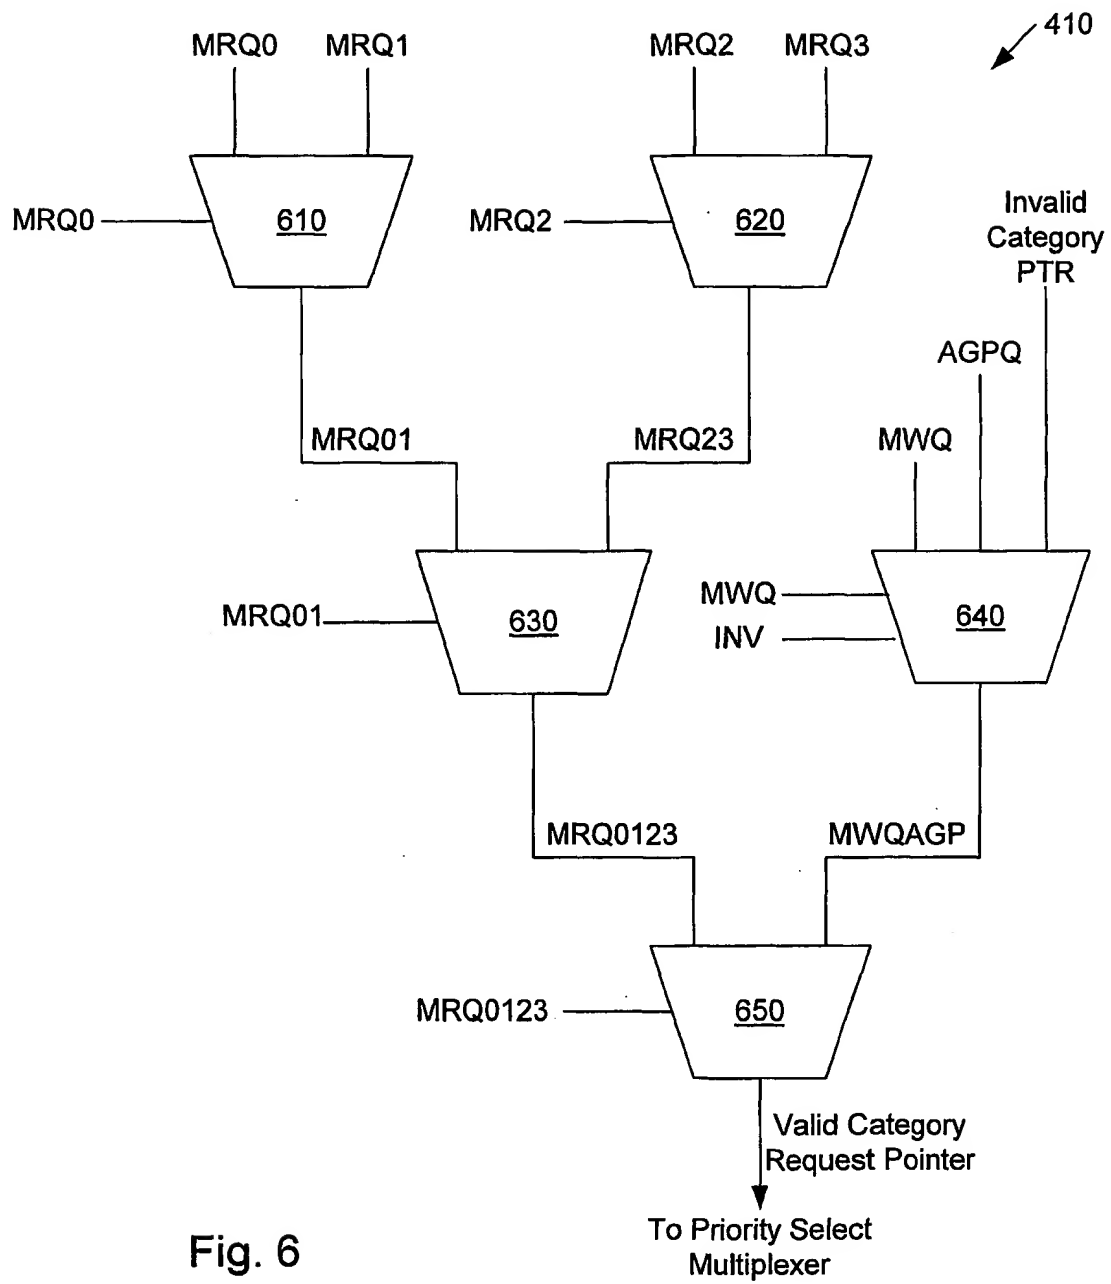 410
MRQ0
MRQ1
MRQ2
MRQ3
MRQ0
610
MRQ2
620
Invalid
Category
PTR
AGPQ
MWQ
MRQ01
MRQ23
MRQ01
630
MWQ
INV
640
MRQ0123
MWQAGP
MRQ0123
650
Valid Category
Request Pointer
To Priority Select
Multiplexer
Fig. 6